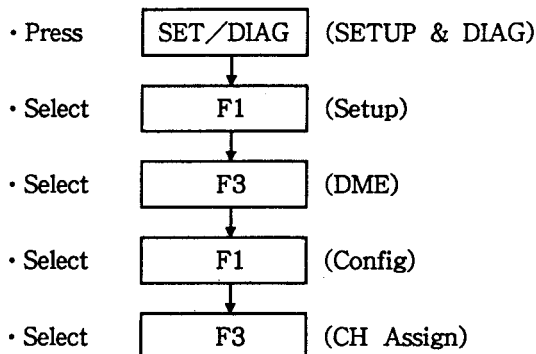 ・Press SET／DIAG (SETUP & DIAG)
・Select F1 (Setup)
・Select F3 (DME)
・Select F1 (Config)
・Select F3 (CH Assign)